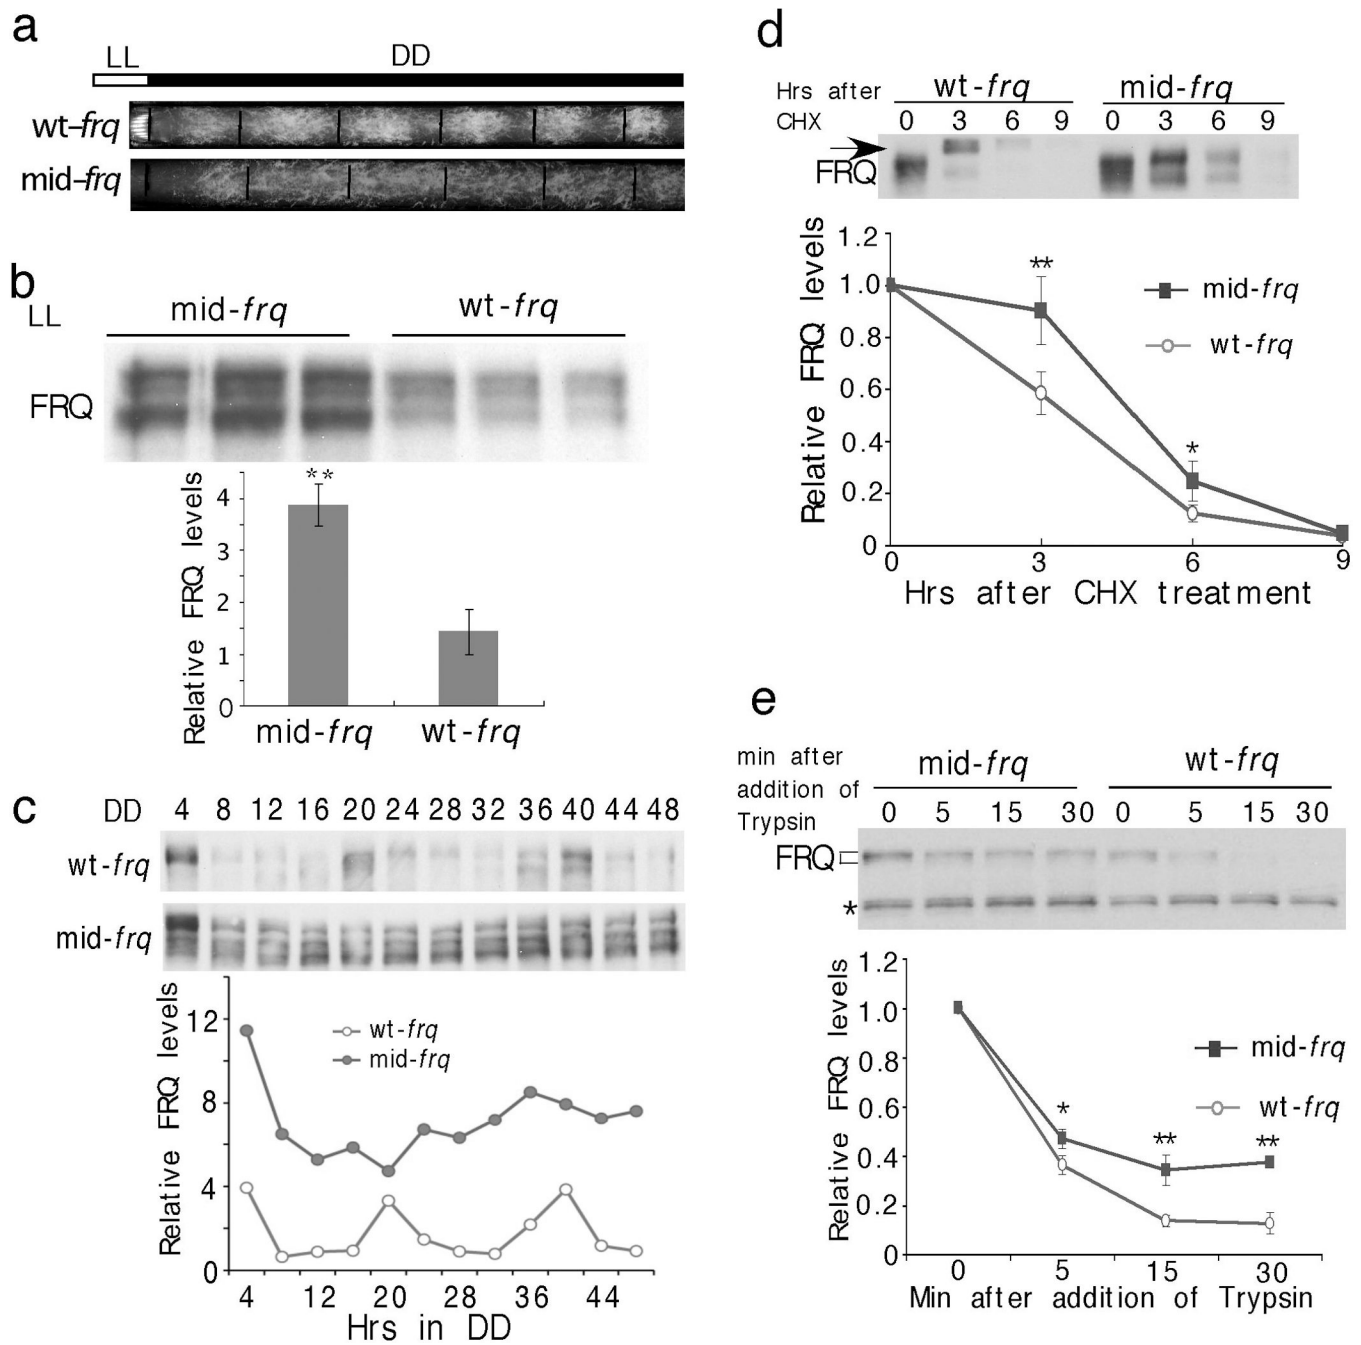 a
LL DD
wt-frq
mid-frq
b
LL mid-frq wt-frq
FRQ
Relative FRQ levels
**
4
3
2
1
0
mid-frq wt-frq
c
DD 4 8 12 16 20 24 28 32 36 40 44 48
wt-frq
mid-frq
Relative FRQ levels
12
8
4
0
wt-frq
mid-frq
4 12 20 28 36 44
Hrs in DD
d
Hrs after wt-frq mid-frq
CHX 0 3 6 9 0 3 6 9
FRQ
Relative FRQ levels
1.2
1.0
0.8
0.6
0.4
0.2
0
**
*
mid-frq
wt-frq
0 3 6 9
Hrs after CHX treatment
e
min after mid-frq wt-frq
addition of
Trypsin 0 5 15 30 0 5 15 30
FRQ
*
Relative FRQ levels
1.2
1.0
0.8
0.6
0.4
0.2
0
* ** **
mid-frq
wt-frq
0 5 15 30
Min after addition of Trypsin